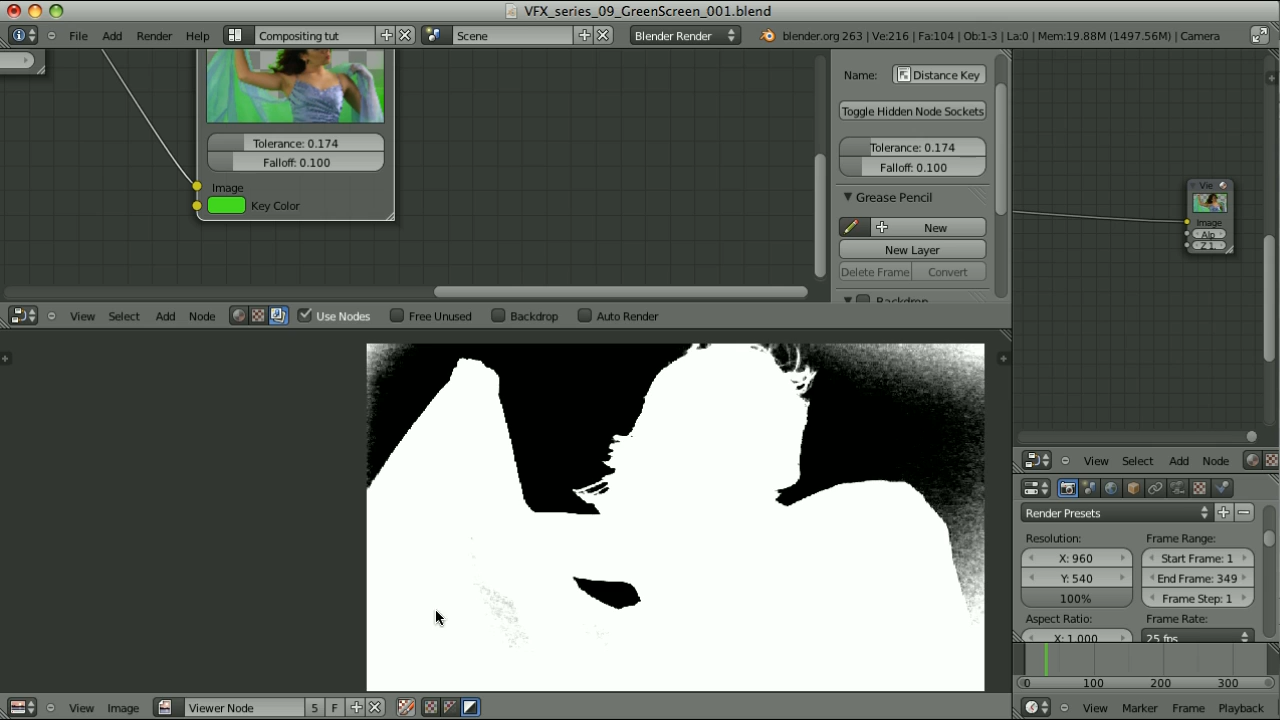 VFX_series_09_GreenScreen_001.blend
File Add Render Help Compositing tut Scene Blender Render blender.org 263 | Ve:216 | Fa:104 | Ob:1-3 | La:0 | Mem:19.88M (1497.56M) | Camera
Tolerance: 0.174
Falloff: 0.100
Image
Key Color
Name: Distance Key
Toggle Hidden Node Sockets
Tolerance: 0.174
Falloff: 0.100
Grease Pencil
New
New Layer
Delete Frame Convert
Backdrop
Vie
Image
Alp
Z 1.
View Select Add Node Use Nodes Free Unused Backdrop Auto Render
View Select Add Node
Render Presets
Resolution: Frame Range:
X: 960 Start Frame: 1
Y: 540 End Frame: 349
100% Frame Step: 1
Aspect Ratio: Frame Rate:
X: 1.000 25 fps
0 100 200 300
View Image Viewer Node 5 F
View Marker Frame Playback